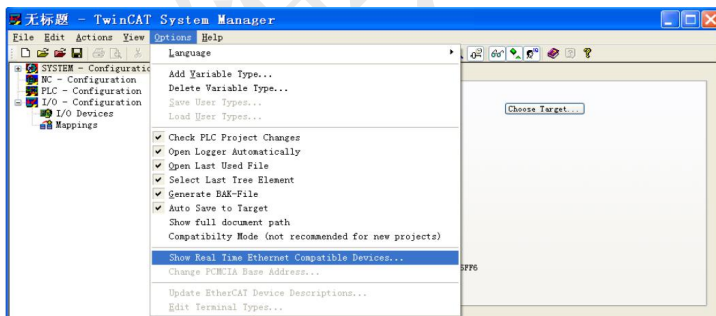 无标题 - TwinCAT System Manager
File Edit Actions View Options Help
SYSTEM - Configuratio
NC - Configuration
PLC - Configuration
I/O - Configuration
I/O Devices
Mappings
Language
Add Variable Type...
Delete Variable Type...
Save User Types...
Load User Types...
Check PLC Project Changes
Open Logger Automatically
Open Last Used File
Select Last Tree Element
Generate BAK-File
Auto Save to Target
Show full document path
Compatibilty Mode (not recommended for new projects)
Show Real Time Ethernet Compatible Devices...
Change PCMCIA Base Address...
Update EtherCAT Device Descriptions...
Edit Terminal Types...
Choose Target...